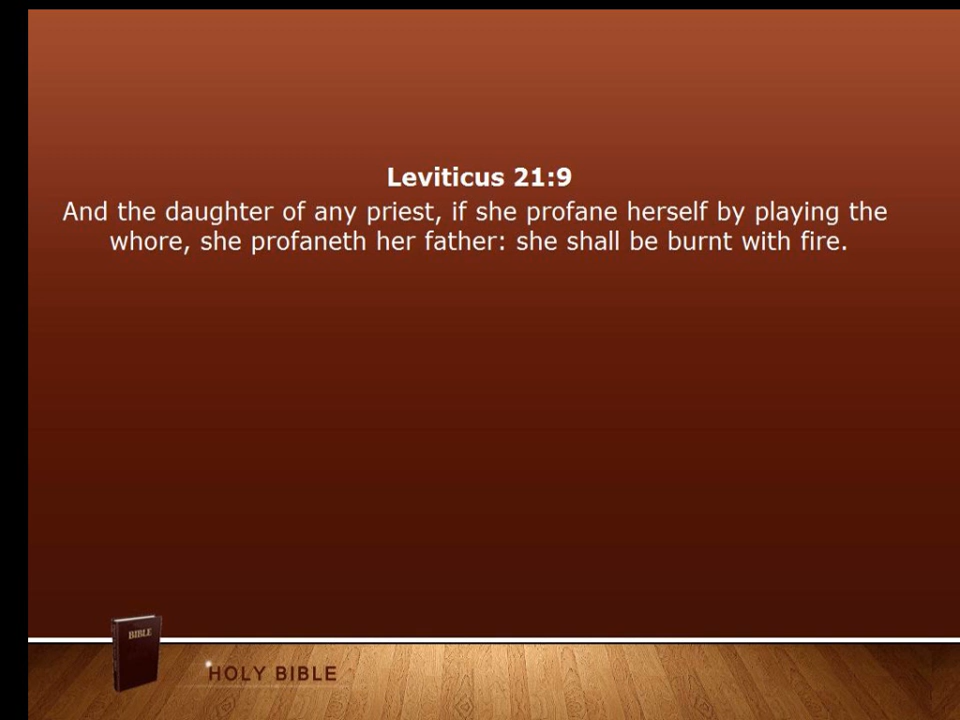 Leviticus 21:9
And the daughter of any priest, if she profane herself by playing the
whore, she profaneth her father: she shall be burnt with fire.
BIBLE
HOLY BIBLE